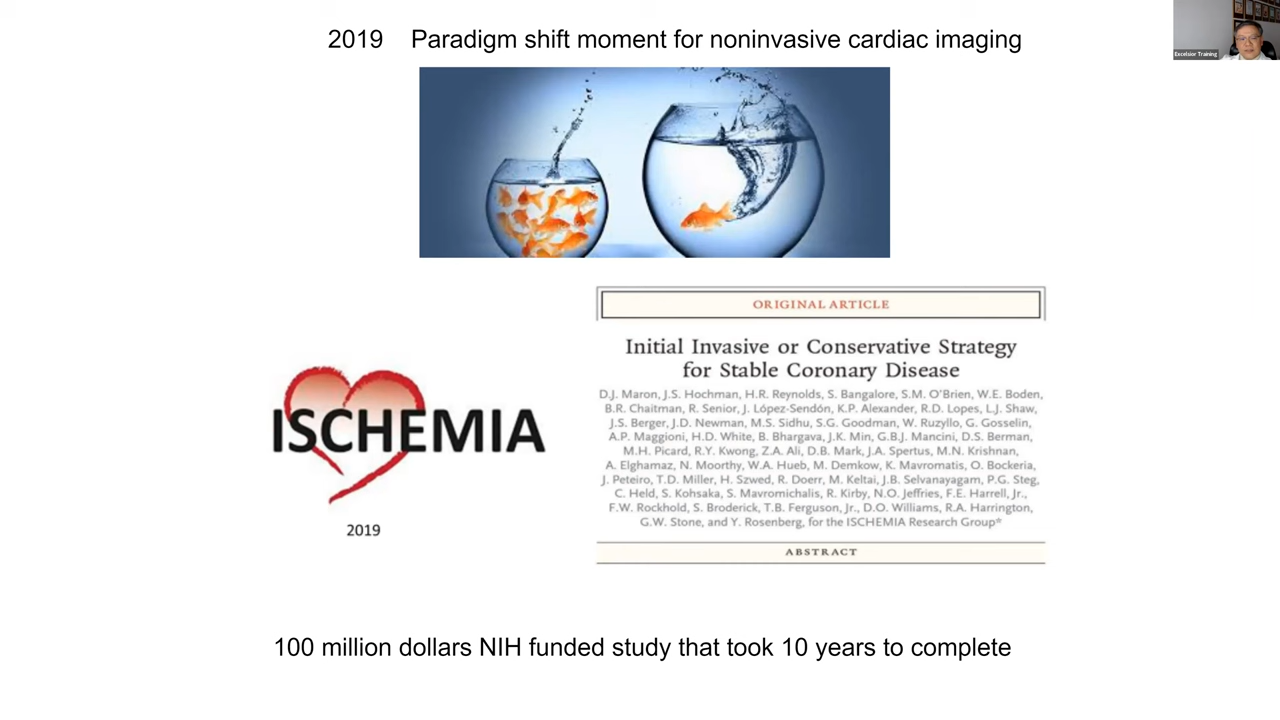 2019 Paradigm shift moment for noninvasive cardiac imaging
Excelsior Training
ORIGINAL ARTICLE
Initial Invasive or Conservative Strategy
for Stable Coronary Disease
D.J. Maron, J.S. Hochman, H.R. Reynolds, S. Bangalore, S.M. O'Brien, W.E. Boden,
B.R. Chaitman, R. Senior, J. López-Sendón, K.P. Alexander, R.D. Lopes, L.J. Shaw,
J.S. Berger, J.D. Newman, M.S. Sidhu, S.G. Goodman, W. Ruzyllo, G. Gosselin,
A.P. Maggioni, H.D. White, B. Bhargava, J.K. Min, G.B.J. Mancini, D.S. Berman,
M.H. Picard, R.Y. Kwong, Z.A. Ali, D.B. Mark, J.A. Spertus, M.N. Krishnan,
A. Elghamaz, N. Moorthy, W.A. Hueb, M. Demkow, K. Mavromatis, O. Bockeria,
J. Peteiro, T.D. Miller, H. Szwed, R. Doerr, M. Keltai, J.B. Selvanayagam, P.G. Steg,
C. Held, S. Kohsaka, S. Mavromichalis, R. Kirby, N.O. Jeffries, F.E. Harrell, Jr.,
F.W. Rockhold, S. Broderick, T.B. Ferguson, Jr., D.O. Williams, R.A. Harrington,
G.W. Stone, and Y. Rosenberg, for the ISCHEMIA Research Group*
ABSTRACT
ISCHEMIA
2019
100 million dollars NIH funded study that took 10 years to complete